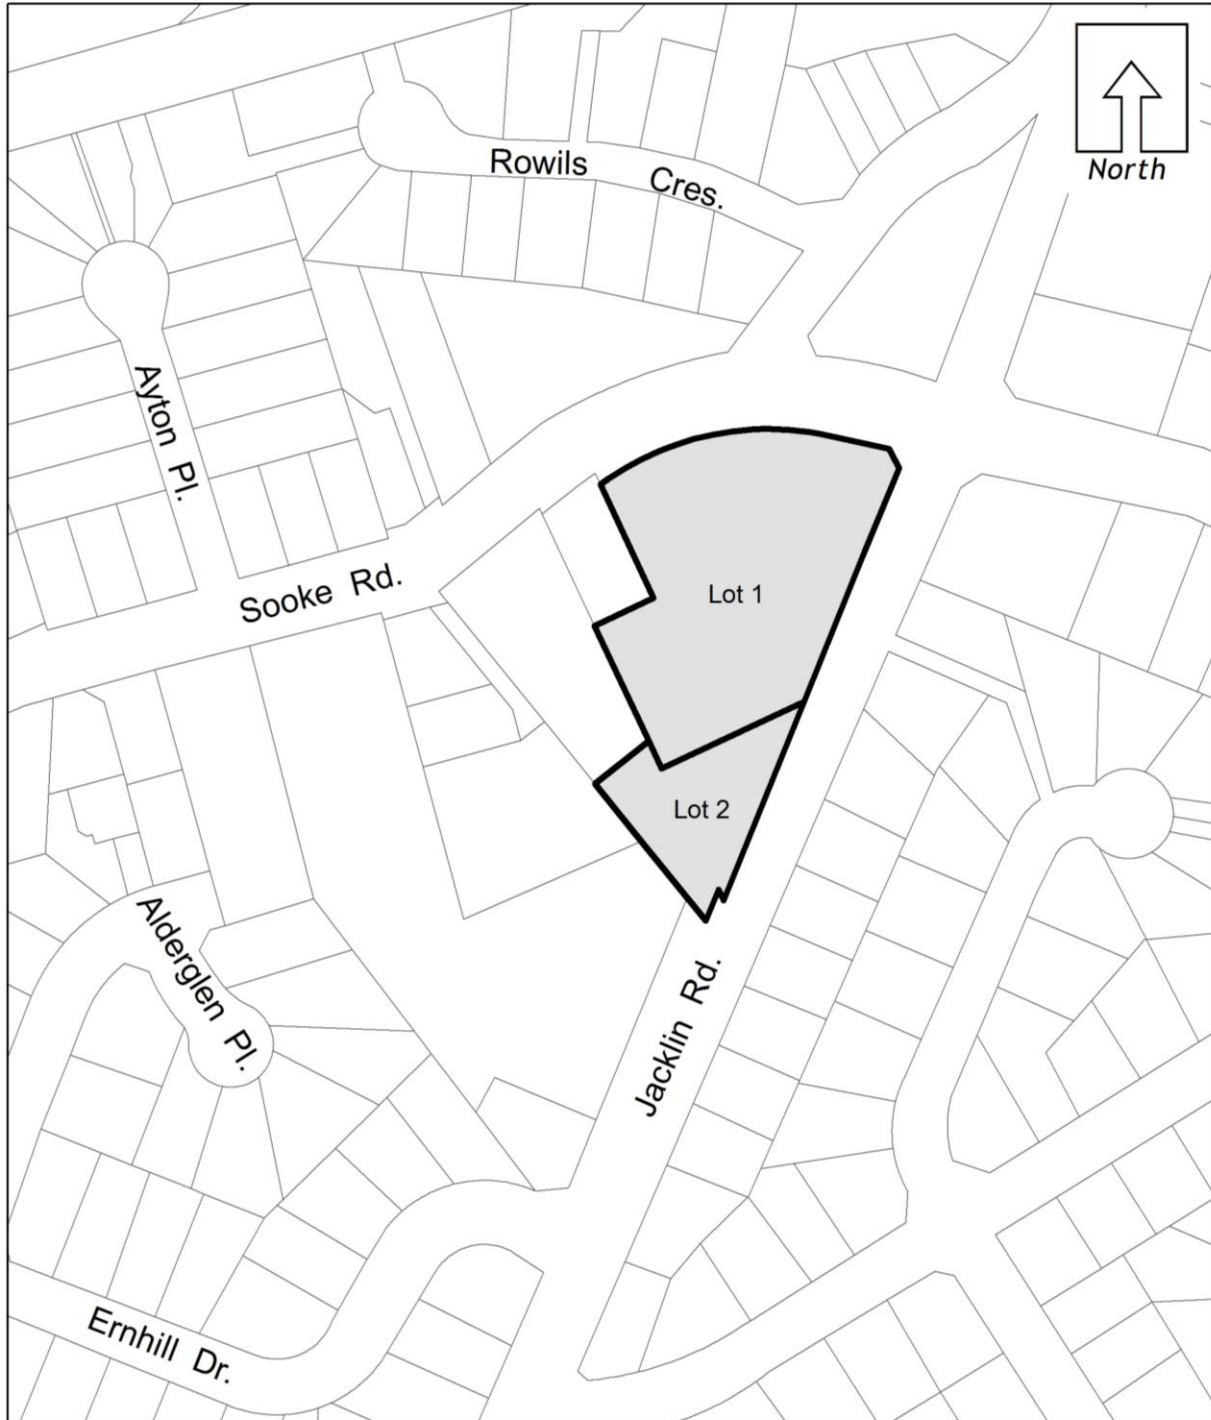 North
Rowils Cres.
Ayton Pl.
Sooke Rd.
Lot 1
Lot 2
Alderglen Pl.
Jacklin Rd.
Ernhill Dr.